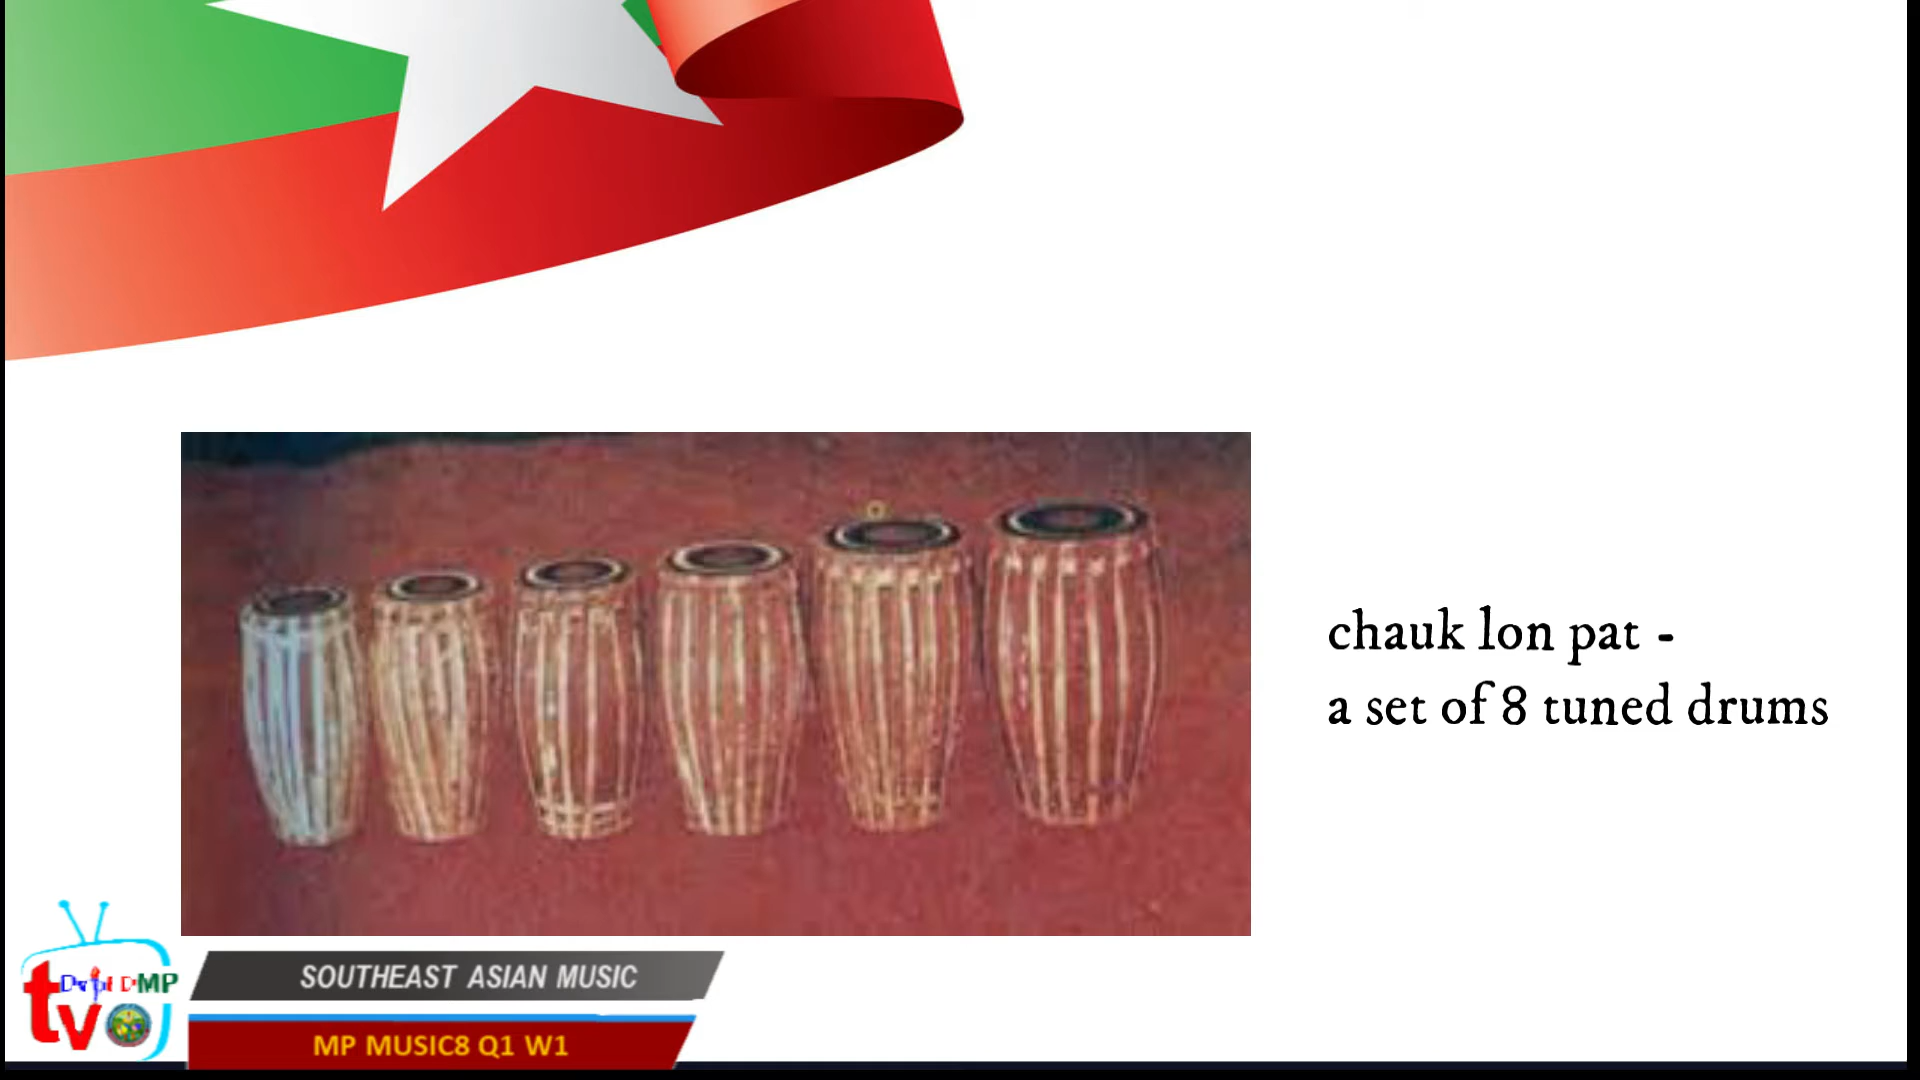 chauk lon pat -
a set of 8 tuned drums
tv
MP
SOUTHEAST ASIAN MUSIC
MP MUSIC8 Q1 W1